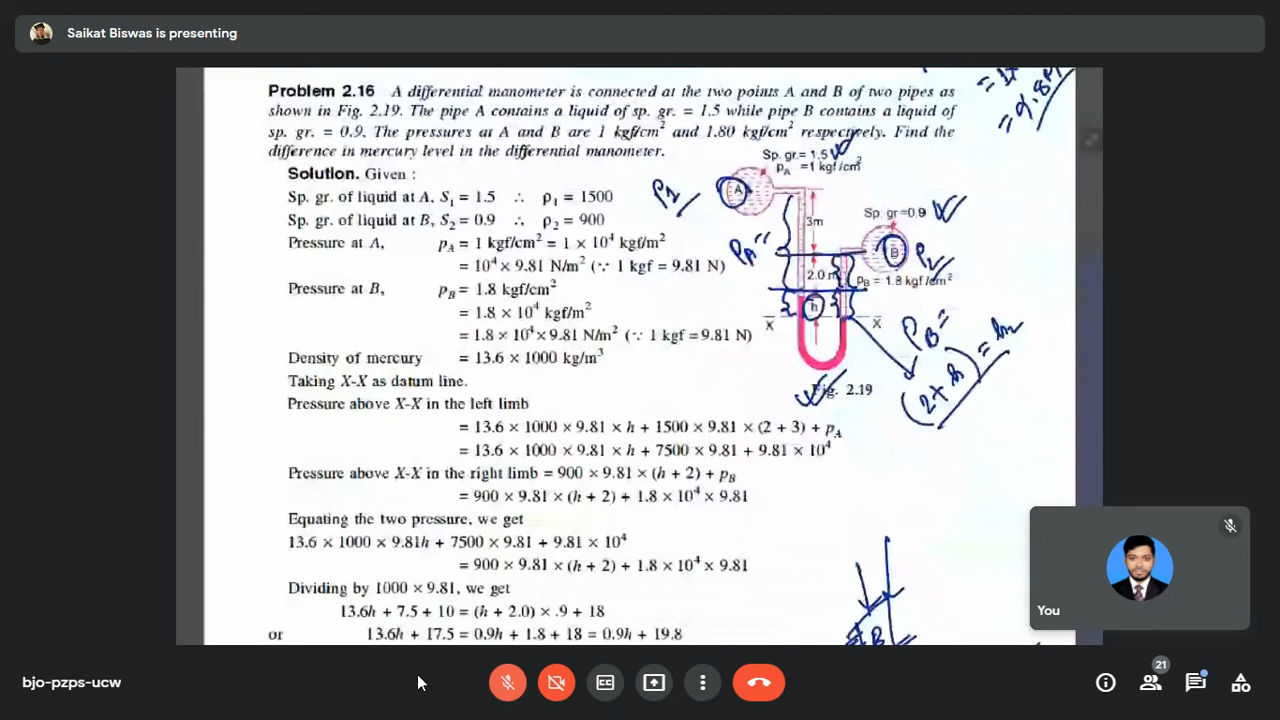 Saikat Biswas is presenting
Problem 2.16 A differential manometer is connected at the two points A and B of two pipes as
shown in Fig. 2.19. The pipe A contains a liquid of sp. gr. = 1.5 while pipe B contains a liquid of
sp. gr. = 0.9. The pressures at A and B are 1 kgf/cm² and 1.80 kgf/cm² respectively. Find the
difference in mercury level in the differential manometer.
Solution. Given :
Sp. gr. of liquid at A, S₁ = 1.5 ∴ ρ₁ = 1500
Sp. gr. of liquid at B, S₂ = 0.9 ∴ ρ₂ = 900
Pressure at A, p_A = 1 kgf/cm² = 1 × 10⁴ kgf/m²
= 10⁴ × 9.81 N/m² (∵ 1 kgf = 9.81 N)
Pressure at B, p_B = 1.8 kgf/cm²
= 1.8 × 10⁴ kgf/m²
= 1.8 × 10⁴ × 9.81 N/m² (∵ 1 kgf = 9.81 N)
Density of mercury = 13.6 × 1000 kg/m³
Taking X-X as datum line.
Pressure above X-X in the left limb
= 13.6 × 1000 × 9.81 × h + 1500 × 9.81 × (2 + 3) + p_A
= 13.6 × 1000 × 9.81 × h + 7500 × 9.81 + 9.81 × 10⁴
Pressure above X-X in the right limb = 900 × 9.81 × (h + 2) + p_B
= 900 × 9.81 × (h + 2) + 1.8 × 10⁴ × 9.81
Equating the two pressure, we get
13.6 × 1000 × 9.81h + 7500 × 9.81 + 9.81 × 10⁴
= 900 × 9.81 × (h + 2) + 1.8 × 10⁴ × 9.81
Dividing by 1000 × 9.81, we get
13.6h + 7.5 + 10 = (h + 2.0) × .9 + 18
or 13.6h + 17.5 = 0.9h + 1.8 + 18 = 0.9h + 19.8
Sp. gr.= 1.5
p_A =1 kgf/cm²
A
3m
Sp. gr=0.9
B
2.0 m
p_B = 1.8 kgf/cm²
h
X X
Fig. 2.19
P_A"
P_B"
(2+h) = h₂
B
You
bjo-pzps-ucw
CC
21